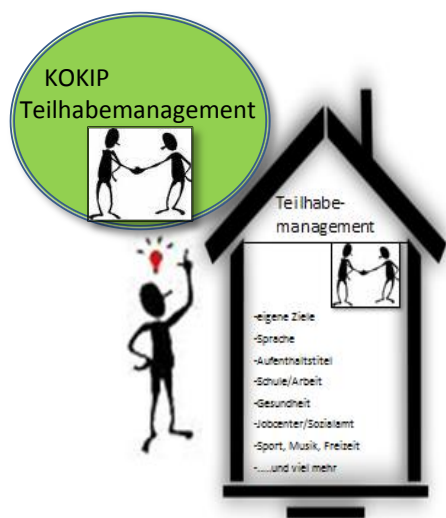 KOKIP
Teilhabemanagement
Teilhabe-
management
-eigene Ziele
-Sprache
-Aufenthaltstitel
-Schule/Arbeit
-Gesundheit
-Jobcenter/Sozialamt
-Sport, Musik, Freizeit
-.....und viel mehr